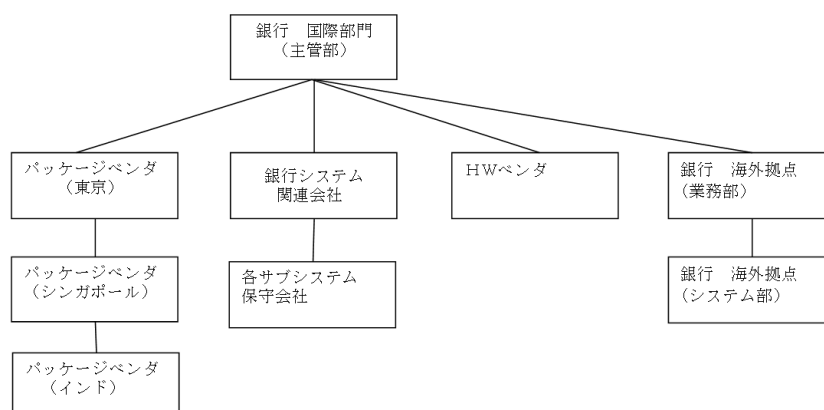 銀行　国際部門
（主管部）
パッケージベンダ
（東京）
銀行システム
関連会社
ＨＷベンダ
銀行　海外拠点
（業務部）
パッケージベンダ
（シンガポール）
各サブシステム
保守会社
銀行　海外拠点
（システム部）
パッケージベンダ
（インド）